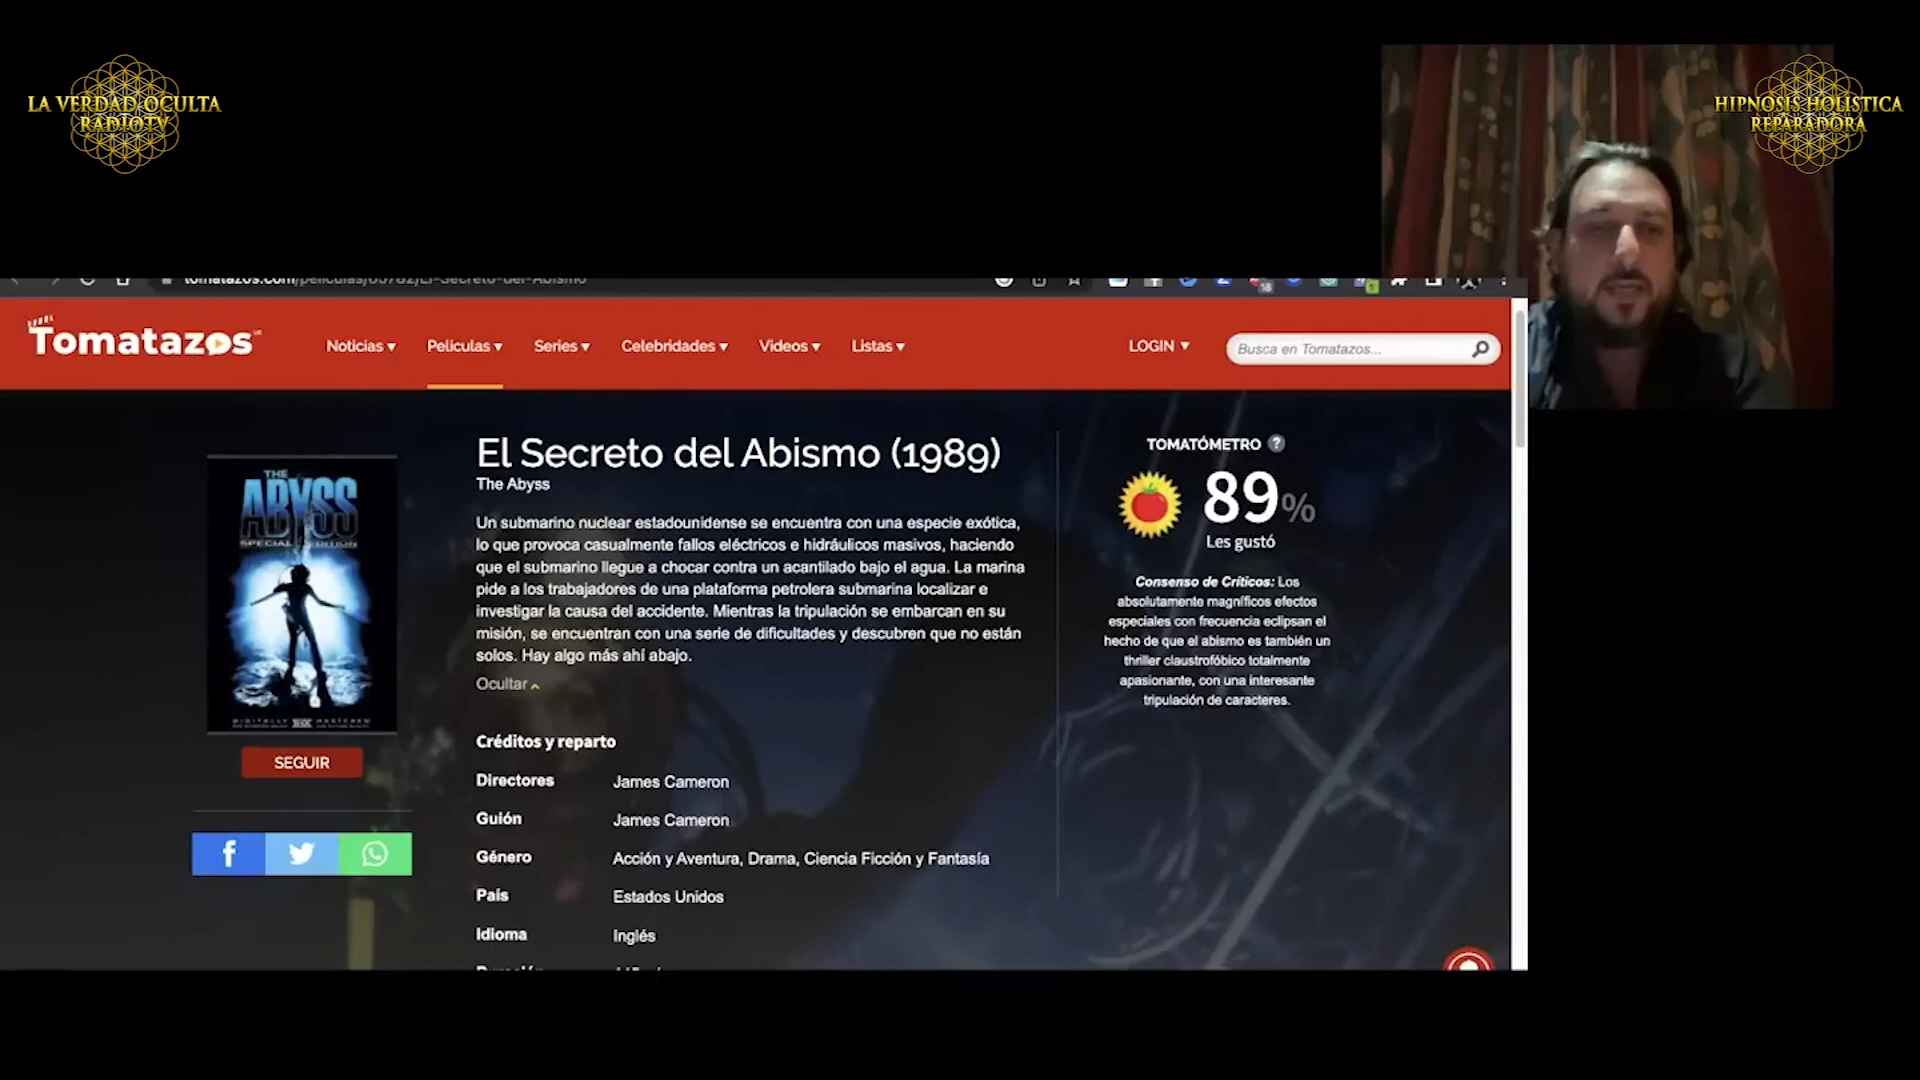 LA VERDAD OCULTA
RADIOTV
HIPNOSIS HOLISTICA
REPARADORA
Tomatazos
Noticias
Películas
Series
Celebridades
Videos
Listas
LOGIN
Busca en Tomatazos...
El Secreto del Abismo (1989)
The Abyss
Un submarino nuclear estadounidense se encuentra con una especie exótica,
lo que provoca casualmente fallos eléctricos e hidráulicos masivos, haciendo
que el submarino llegue a chocar contra un acantilado bajo el agua. La marina
pide a los trabajadores de una plataforma petrolera submarina localizar e
investigar la causa del accidente. Mientras la tripulación se embarcan en su
misión, se encuentran con una serie de dificultades y descubren que no están
solos. Hay algo más ahí abajo.
Ocultar
THE
ABYSS
SPECIAL EDITION
DIGITALLY THX MASTERED
SEGUIR
Créditos y reparto
Directores James Cameron
Guión James Cameron
Género Acción y Aventura, Drama, Ciencia Ficción y Fantasía
País Estados Unidos
Idioma Inglés
TOMATÓMETRO ?
89%
Les gustó
Consenso de Críticos: Los
absolutamente magníficos efectos
especiales con frecuencia eclipsan el
hecho de que el abismo es también un
thriller claustrofóbico totalmente
apasionante, con una interesante
tripulación de caracteres.